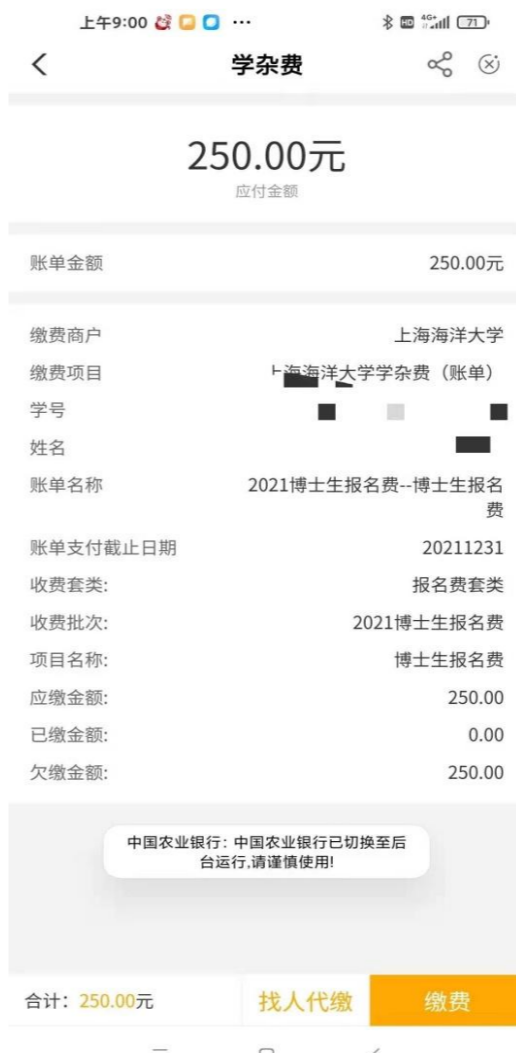 上午9:00 ··· HD 4G+ 71
学杂费
250.00元
应付金额
账单金额 250.00元
缴费商户 上海海洋大学
缴费项目 上海海洋大学学杂费（账单）
学号
姓名
账单名称 2021博士生报名费--博士生报名
费
账单支付截止日期 20211231
收费套类: 报名费套类
收费批次: 2021博士生报名费
项目名称: 博士生报名费
应缴金额: 250.00
已缴金额: 0.00
欠缴金额: 250.00
中国农业银行: 中国农业银行已切换至后
台运行,请谨慎使用!
合计：250.00元 找人代缴 缴费